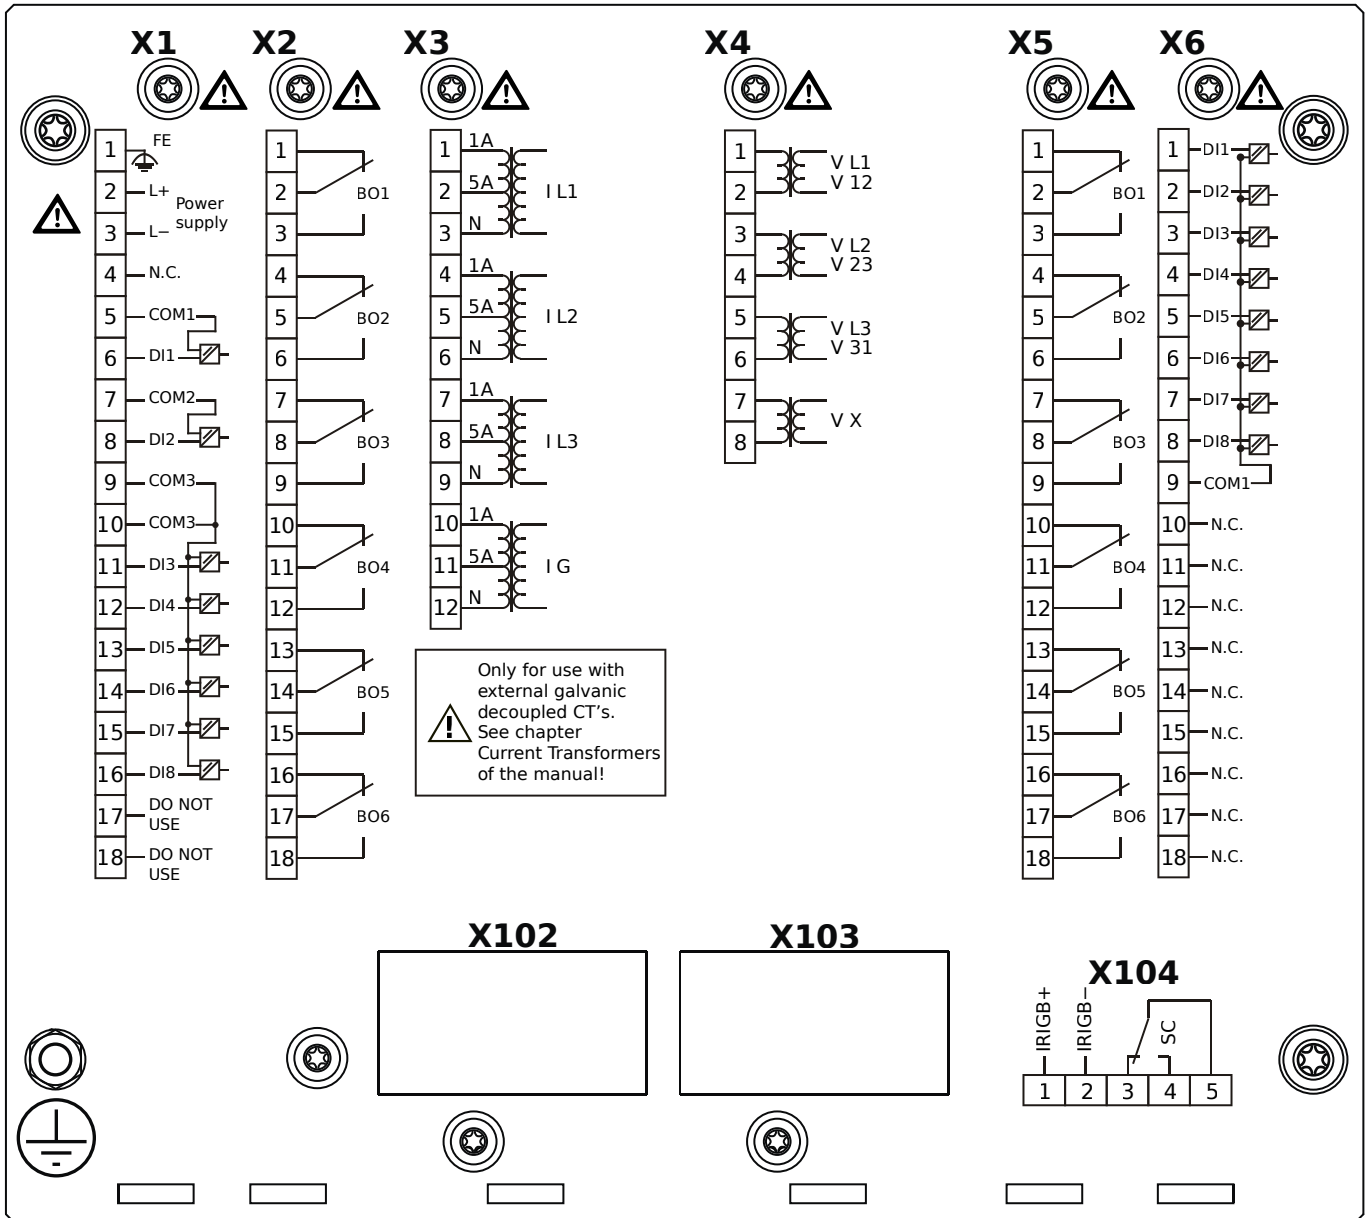 X1
X2
X3
X4
X5
X6
1 FE
2 L+
Power
supply
3 L−
4 N.C.
5 COM1
6 DI1
7 COM2
8 DI2
9 COM3
10 COM3
11 DI3
12 DI4
13 DI5
14 DI6
15 DI7
16 DI8
17 DO NOT
USE
18 DO NOT
USE
1
2 BO1
3
4
5 BO2
6
7
8 BO3
9
10
11 BO4
12
13
14 BO5
15
16
17 BO6
18
1 1A
2 5A I L1
3 N
4 1A
5 5A I L2
6 N
7 1A
8 5A I L3
9 N
10 1A
11 5A I G
12 N
Only for use with
external galvanic
decoupled CT's.
See chapter
Current Transformers
of the manual!
1 V L1
2 V 12
3 V L2
4 V 23
5 V L3
6 V 31
7 V X
8
1
2 BO1
3
4
5 BO2
6
7
8 BO3
9
10
11 BO4
12
13
14 BO5
15
16
17 BO6
18
1 DI1
2 DI2
3 DI3
4 DI4
5 DI5
6 DI6
7 DI7
8 DI8
9 COM1
10 N.C.
11 N.C.
12 N.C.
13 N.C.
14 N.C.
15 N.C.
16 N.C.
17 N.C.
18 N.C.
X102
X103
X104
IRIGB+
IRIGB−
SC
1 2 3 4 5